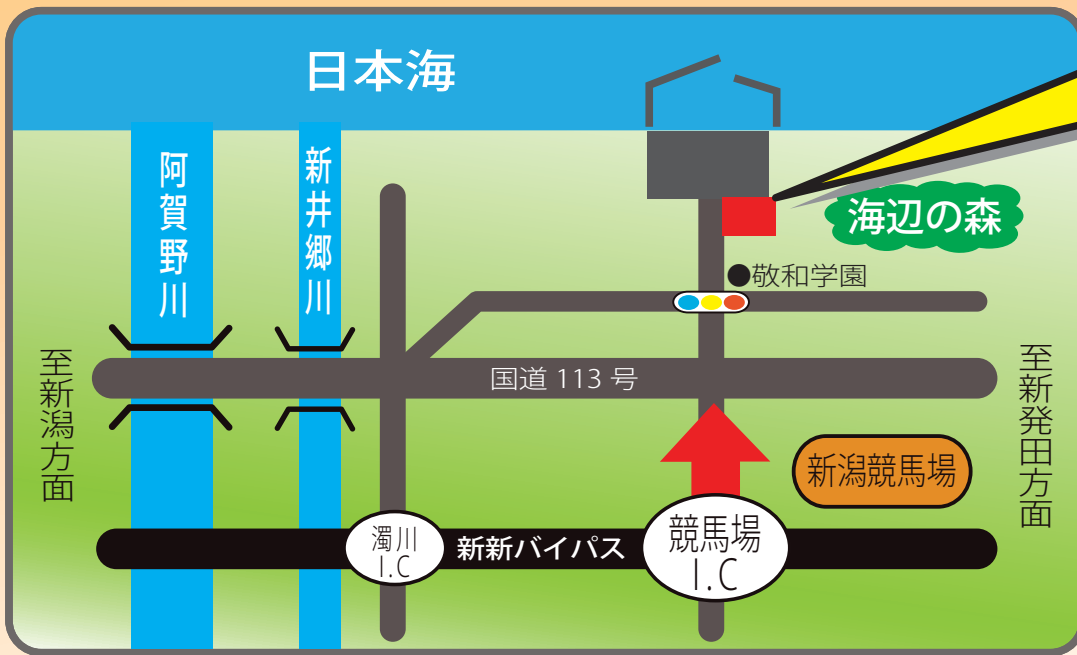 日本海
阿賀野川
新井郷川
海辺の森
敬和学園
国道 113 号
至新潟方面
至新発田方面
新潟競馬場
濁川
I.C
新新バイパス
競馬場
I.C